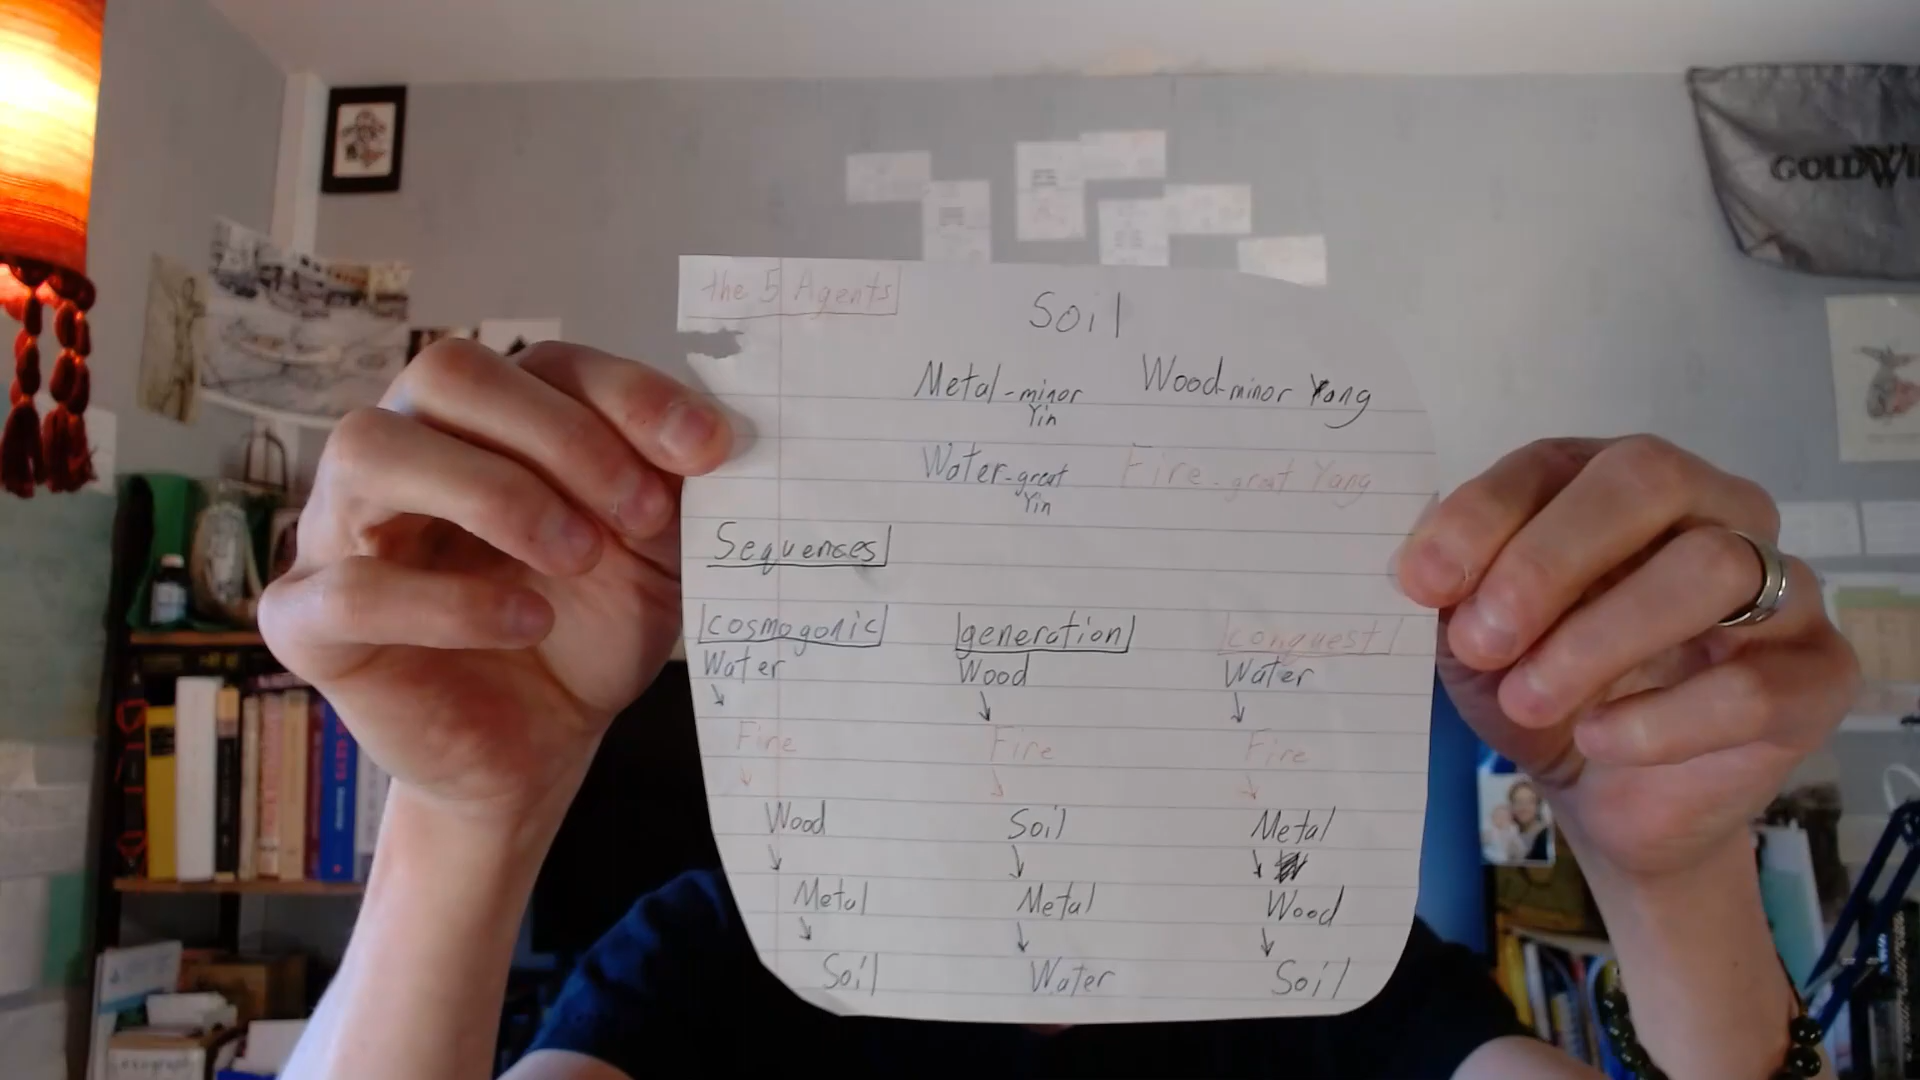 the 5 Agents
Soil
Metal-minor Yin
Wood-minor Yang
Water-great Yin
Fire-great Yang
Sequences
cosmogonic
Water
↘
Fire
↘
Wood
↘
Metal
↘
Soil
generation
Wood
↓
Fire
↘
Soil
↓
Metal
↓
Water
conquest
Water
↓
Fire
↘
Metal
↓
Wood
↓
Soil
GOLDWI